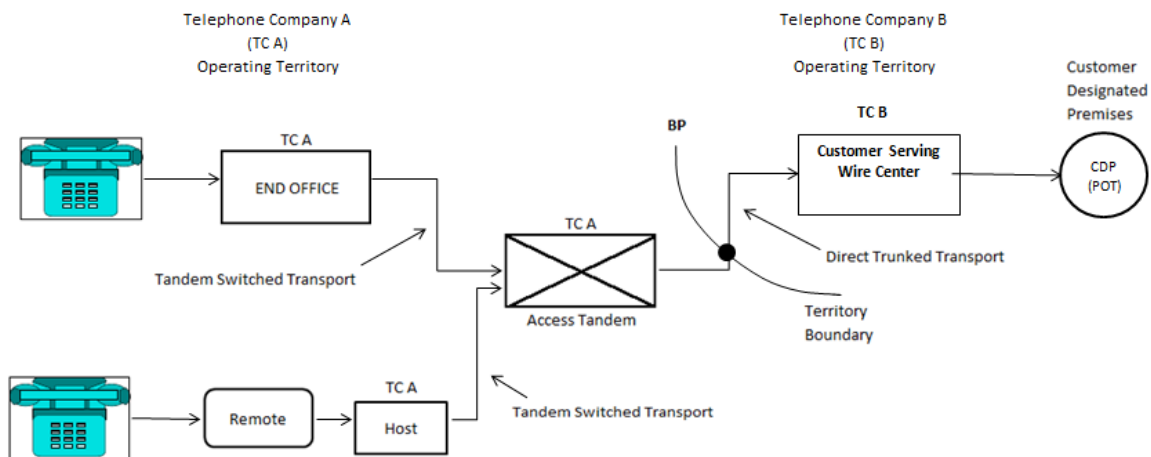 Telephone Company A
(TC A)
Operating Territory
Telephone Company B
(TC B)
Operating Territory
Customer
Designated
Premises
TC A
END OFFICE
BP
TC B
Customer Serving
Wire Center
CDP
(POT)
Tandem Switched Transport
TC A
Access Tandem
Direct Trunked Transport
Territory
Boundary
Remote
TC A
Host
Tandem Switched Transport